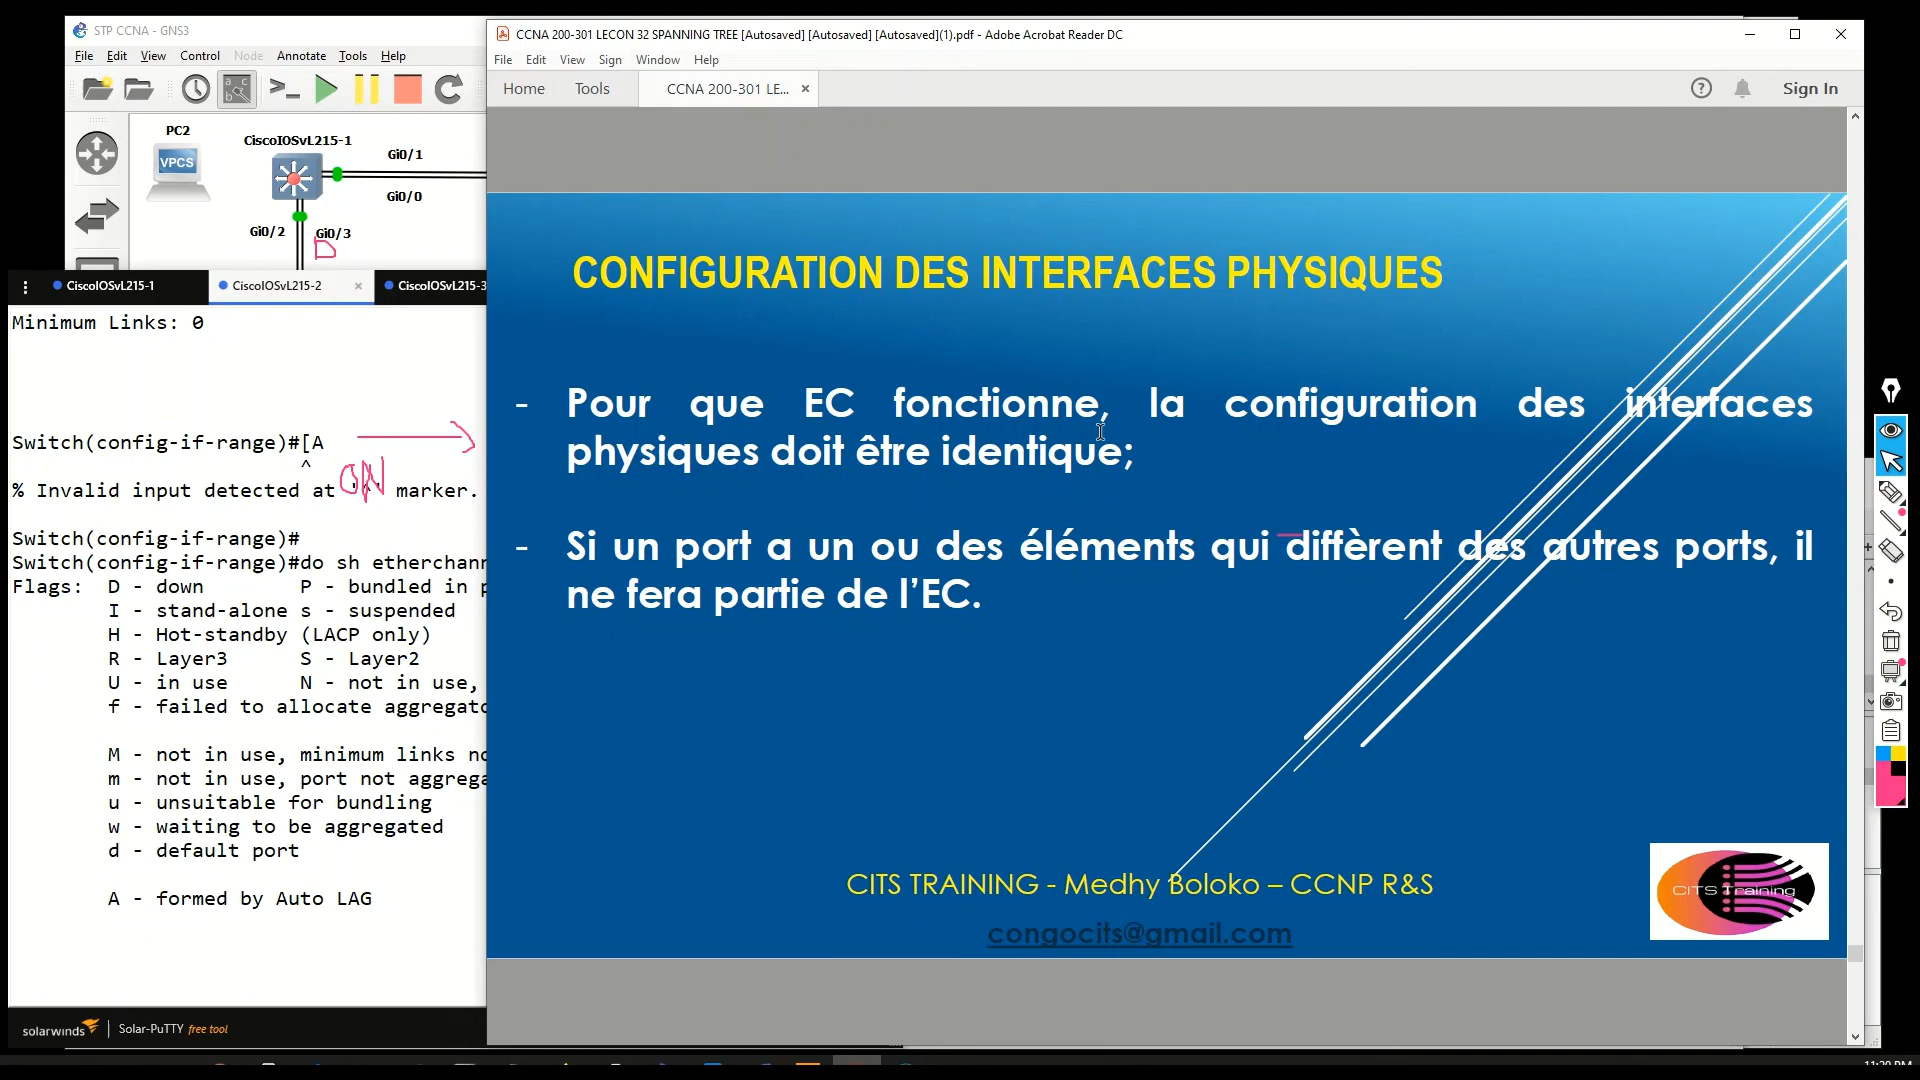 STP CCNA - GNS3
File Edit View Control Node Annotate Tools Help
PC2
VPCS
CiscoIOSvL215-1
Gi0/1
Gi0/0
Gi0/2 Gi0/3
D
CiscoIOSvL215-1 CiscoIOSvL215-2 × CiscoIOSvL215-3
Minimum Links: 0
Switch(config-if-range)#[A
^
ON
% Invalid input detected at '^' marker.
Switch(config-if-range)#
Switch(config-if-range)#do sh etherchann
Flags: D - down P - bundled in p
I - stand-alone s - suspended
H - Hot-standby (LACP only)
R - Layer3 S - Layer2
U - in use N - not in use,
f - failed to allocate aggregato
M - not in use, minimum links no
m - not in use, port not aggrega
u - unsuitable for bundling
w - waiting to be aggregated
d - default port
A - formed by Auto LAG
solarwinds Solar-PuTTY free tool
CCNA 200-301 LECON 32 SPANNING TREE [Autosaved] [Autosaved] [Autosaved](1).pdf - Adobe Acrobat Reader DC
File Edit View Sign Window Help
Home Tools CCNA 200-301 LE... × Sign In
CONFIGURATION DES INTERFACES PHYSIQUES
- Pour que EC fonctionne, la configuration des interfaces
physiques doit être identique;
- Si un port a un ou des éléments qui diffèrent des autres ports, il
ne fera partie de l'EC.
CITS TRAINING - Medhy Boloko – CCNP R&S
congocits@gmail.com
CITS Training